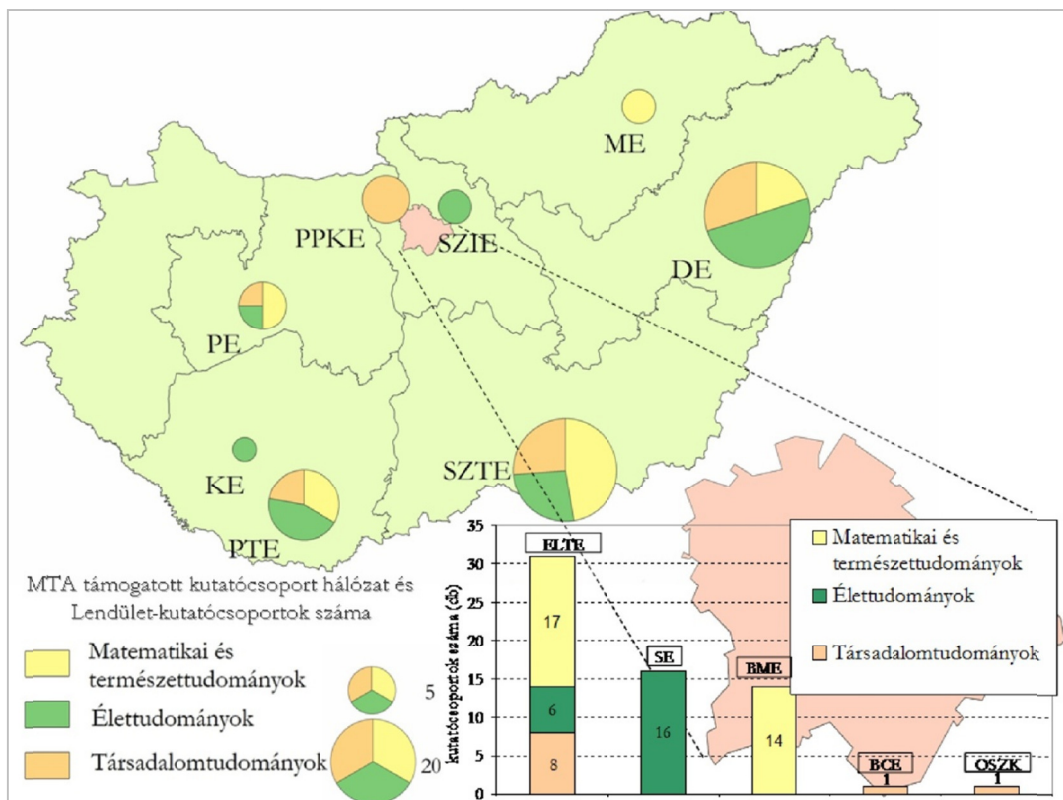 ME
PPKE
SZIE
DE
PE
KE
SZTE
PTE
MTA támogatott kutatócsoport hálózat és
Lendület-kutatócsoportok száma
Matematikai és
természettudományok
Élettudományok
Társadalomtudományok
5
20
kutatócsoportok száma (db)
35
30
25
20
15
10
5
0
ELTE
17
6
8
SE
16
BME
14
BCE
1
OSZK
1
Matematikai és
természettudományok
Élettudományok
Társadalomtudományok